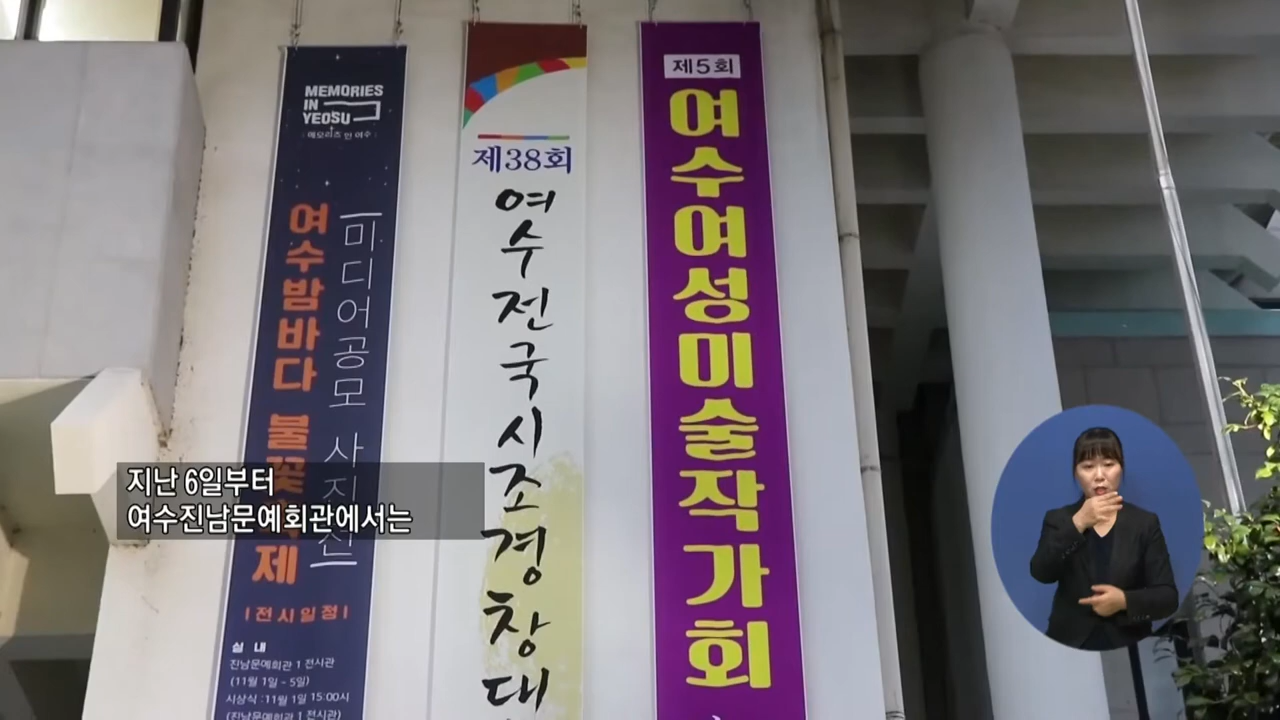 MEMORIES
IN
YEOSU
메모리즈 인 여수
미디어공모 사진전
여수밤바다 불꽃축제
| 전시일정 |
실 내
진남문예회관 1 전시관
(11월 1일 ~ 5일)
시상식 : 11월 1일 15:00시
(진남문예회관 1 전시관)
제38회
여수전국시조경창대
제5회
여수여성미술작가회
지난 6일부터
여수진남문예회관에서는